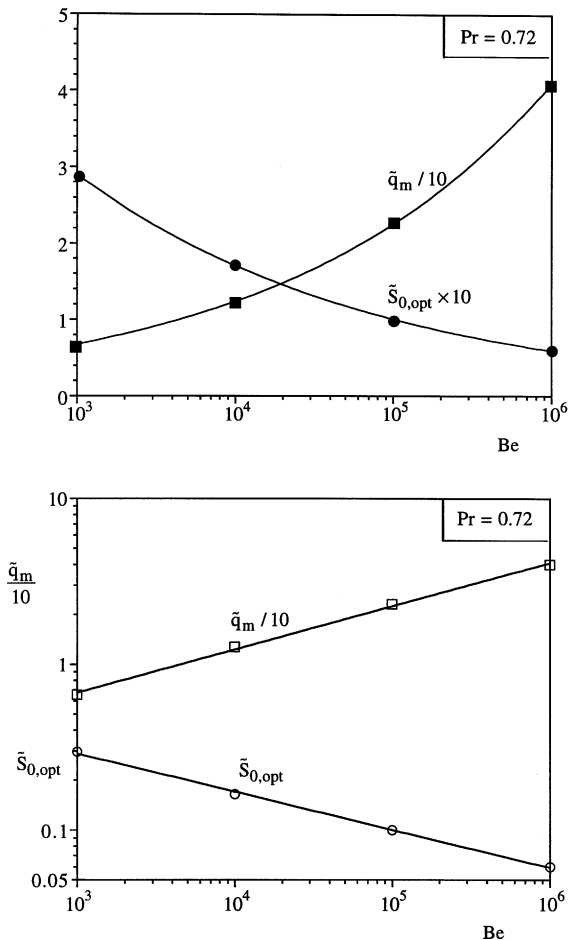 5
Pr = 0.72
4
q̃ₘ / 10
3
2
S̃₀,opt × 10
1
0
10³ 10⁴ 10⁵ 10⁶
Be
10
Pr = 0.72
q̃ₘ
10
q̃ₘ / 10
1
S̃₀,opt
S̃₀,opt
0.1
0.05
10³ 10⁴ 10⁵ 10⁶
Be